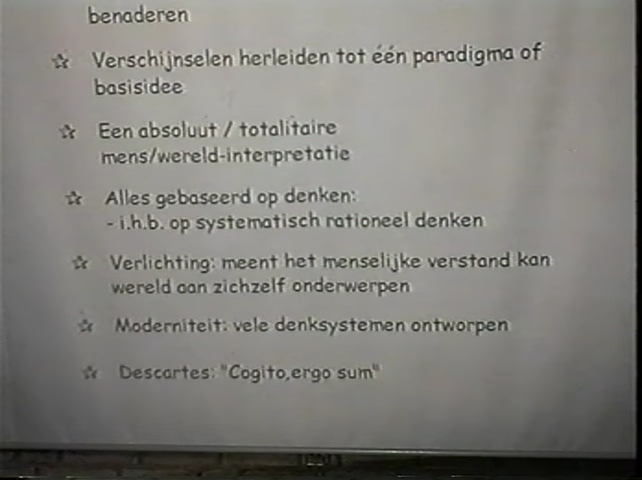 benaderen
☆ Verschijnselen herleiden tot één paradigma of
basisidee
☆ Een absoluut / totalitaire
mens/wereld-interpretatie
☆ Alles gebaseerd op denken:
- i.h.b. op systematisch rationeel denken
☆ Verlichting: meent het menselijke verstand kan
wereld aan zichzelf onderwerpen
☆ Moderniteit: vele denksystemen ontworpen
☆ Descartes: "Cogito,ergo sum"